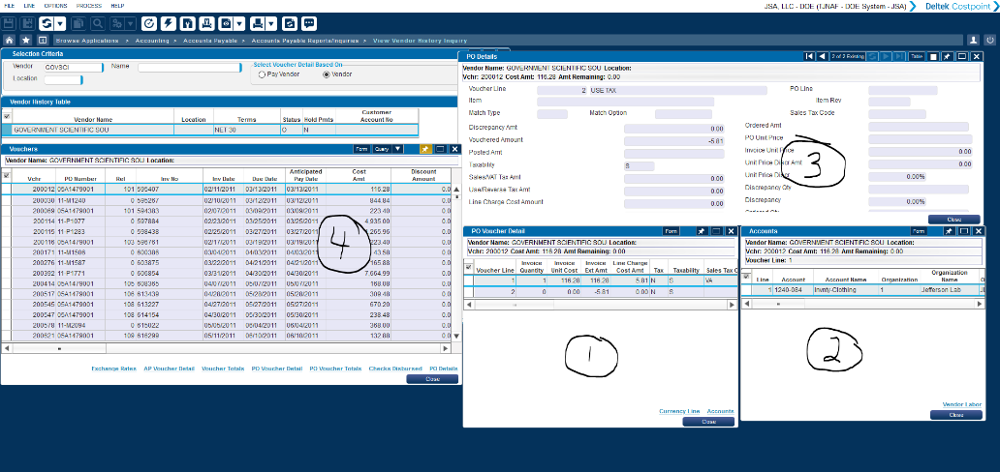 FILE LINE OPTIONS PROCESS HELP
JSA, LLC - DOE (TJNAF - DOE System - JSA) Deltek Costpoint
Browse Applications > Accounting > Accounts Payable > Accounts Payable Reports/Inquiries > View Vendor History Inquiry
Selection Criteria
Vendor GOVSCI Name
Location
Select Voucher Detail Based On
Pay Vendor Vendor
Vendor History Table
Vendor Name Location Terms Status Hold Pmts Customer Account No
GOVERNMENT SCIENTIFIC SOU NET 30 O N
Vouchers Form Query
Vendor Name: GOVERNMENT SCIENTIFIC SOU Location:
Vchr PO Number Ref Inv No Inv Date Due Date Anticipated Pay Date Cost Amt Discount Amount
200012 05A1479001 101 595407 02/11/2011 03/13/2011 03/13/2011 116.28 0.0
200030 11-M1240 0 595267 02/10/2011 03/12/2011 03/12/2011 844.84 0.0
200069 05A1479001 101 594383 02/07/2011 03/09/2011 03/09/2011 223.40 0.0
200114 11-P1077 0 597884 02/23/2011 03/25/2011 03/25/2011 4,935.00 0.0
200115 11-P1283 0 598438 02/25/2011 03/27/2011 03/27/2011 265.96 0.0
200116 05A1479001 103 596761 02/17/2011 03/19/2011 03/19/2011 223.40 0.0
200171 11-M1506 0 600386 03/04/2011 04/03/2011 04/03/2011 43.50 0.0
200276 11-M1587 0 603875 03/22/2011 04/21/2011 04/21/2011 165.88 0.0
200392 11-P1771 0 606854 03/31/2011 04/30/2011 04/30/2011 7,664.99 0.0
200414 05A1479001 105 608365 04/07/2011 05/07/2011 05/07/2011 168.08 0.0
200517 05A1479001 106 613439 04/28/2011 05/28/2011 05/28/2011 309.40 0.0
200545 05A1479001 108 613227 04/27/2011 05/27/2011 05/27/2011 670.20 0.0
200547 05A1479001 108 614154 04/30/2011 05/30/2011 05/30/2011 238.48 0.0
200578 11-M2094 0 615022 05/05/2011 06/04/2011 06/04/2011 368.00 0.0
200621 05A1479001 109 616299 05/11/2011 06/10/2011 06/10/2011 132.88 0.0
Exchange Rates AP Voucher Detail Voucher Totals PO Voucher Detail PO Voucher Totals Checks Disbursed PO Details
Close
4
PO Details 2 of 2 Existing Table
Vendor Name: GOVERNMENT SCIENTIFIC SOU Location:
Vchr: 200012 Cost Amt: 116.28 Amt Remaining: 0.00
Voucher Line 2 USE TAX PO Line
Item Item Rev
Match Type Match Option Sales Tax Code
Discrepancy Amt 0.00 Ordered Amt
Vouchered Amount -5.81 PO Unit Price
Posted Amt Invoice Unit Price 0.00
Taxability S Unit Price Discr Amt 0.00
Sales/VAT Tax Amt 0.00 Unit Price Discr 0.00%
Use/Reverse Tax Amt 0.00 Discrepancy Qty
Line Charge Cost Amount 0.00 Discrepancy 0.00%
Close
3
PO Voucher Detail Form
Vendor Name: GOVERNMENT SCIENTIFIC SOU Location:
Vchr: 200012 Cost Amt: 116.28 Amt Remaining: 0.00
Voucher Line Invoice Quantity Invoice Unit Cost Invoice Ext Amt Line Charge Cost Amt Tax Taxability Sales Tax C
1 1 116.28 116.28 5.81 N S VA
2 0 0.00 -5.81 0.00 N S
1
Currency Line Accounts
Close
Accounts Form
Vendor Name: GOVERNMENT SCIENTIFIC SOU Location:
Vchr: 200012 Cost Amt: 116.28 Amt Remaining: 0.00
Voucher Line: 1
Line Account Account Name Organization Organization Name
1 1240-084 Invnty-Clothing 1 Jefferson Lab
2
Vendor Labor
Close